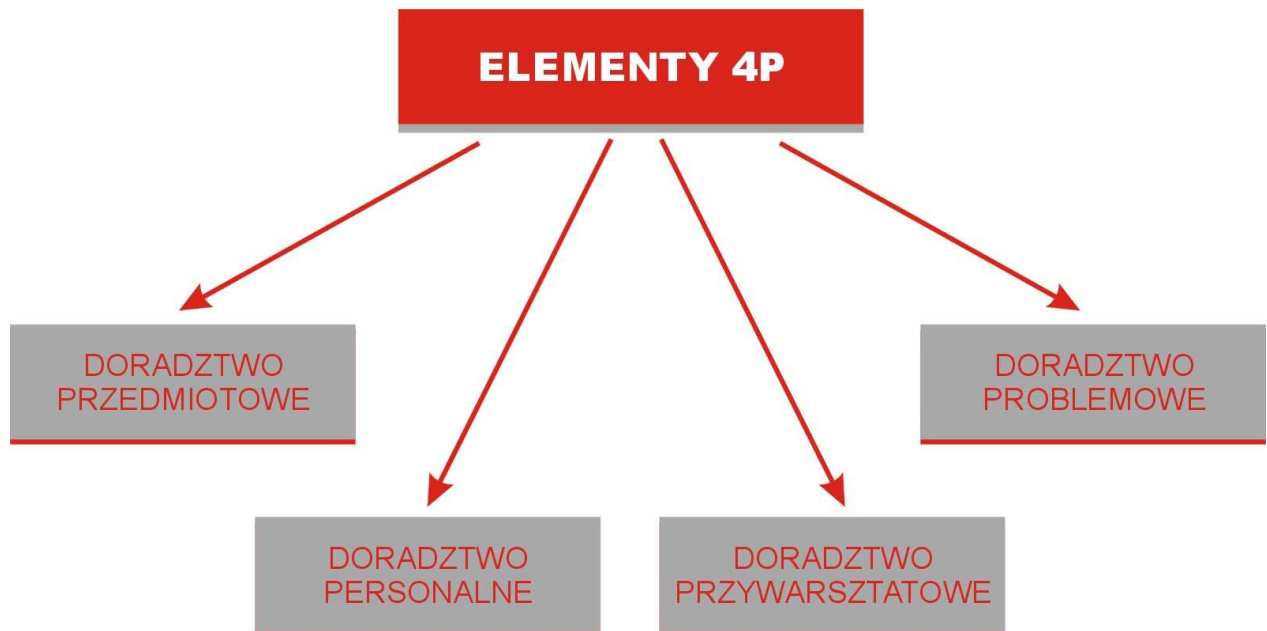 ELEMENTY 4P
DORADZTWO
PRZEDMIOTOWE
DORADZTWO
PROBLEMOWE
DORADZTWO
PERSONALNE
DORADZTWO
PRZYWARSZTATOWE